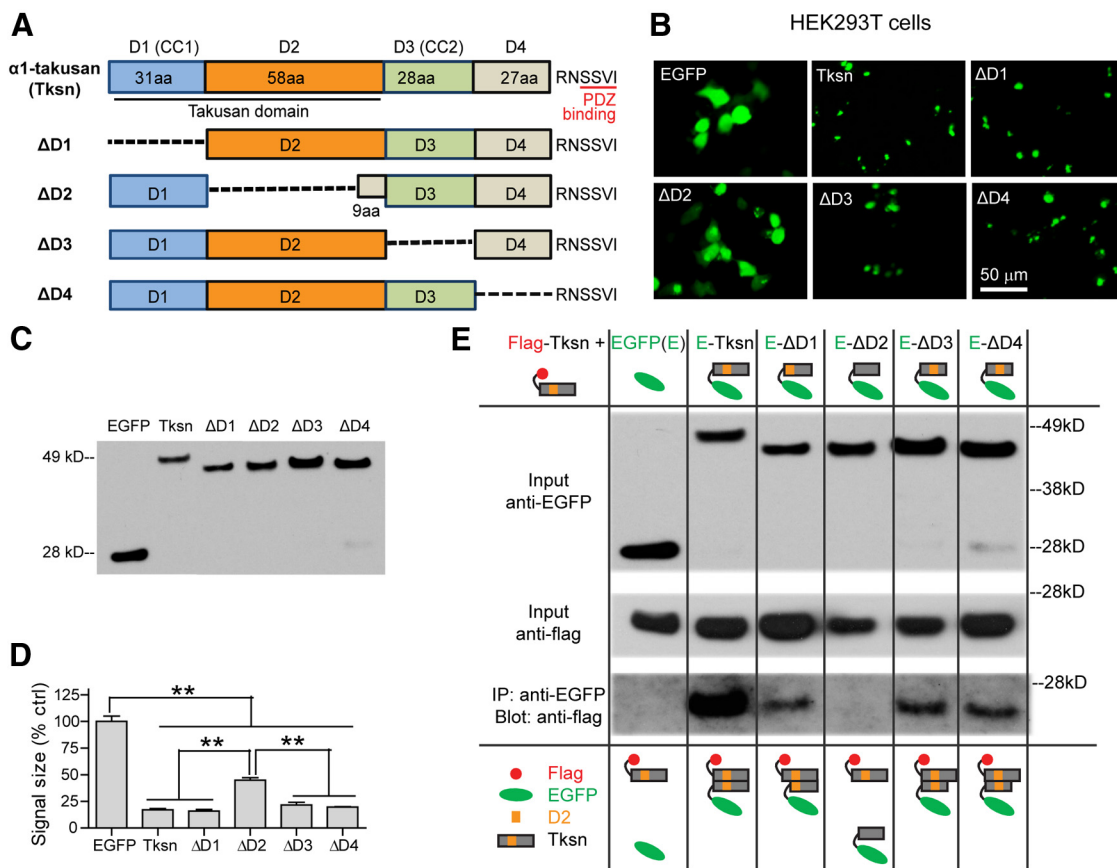 A
D1 (CC1) D2 D3 (CC2) D4
α1-takusan (Tksn) 31aa 58aa 28aa 27aa RNSSVI
Takusan domain
PDZ binding
ΔD1 D2 D3 D4 RNSSVI
ΔD2 D1 D3 D4 RNSSVI
9aa
ΔD3 D1 D2 D4 RNSSVI
ΔD4 D1 D2 D3 RNSSVI
B
HEK293T cells
EGFP Tksn ΔD1
ΔD2 ΔD3 ΔD4
50 μm
C
EGFP Tksn ΔD1 ΔD2 ΔD3 ΔD4
49 kD--
28 kD--
D
Signal size (% ctrl)
125
100
75
50
25
0
**
** **
EGFP Tksn ΔD1 ΔD2 ΔD3 ΔD4
E
Flag-Tksn + EGFP(E) E-Tksn E-ΔD1 E-ΔD2 E-ΔD3 E-ΔD4
Input
anti-EGFP
--49kD
--38kD
--28kD
Input
anti-flag
--28kD
IP: anti-EGFP
Blot: anti-flag
--28kD
Flag
EGFP
D2
Tksn